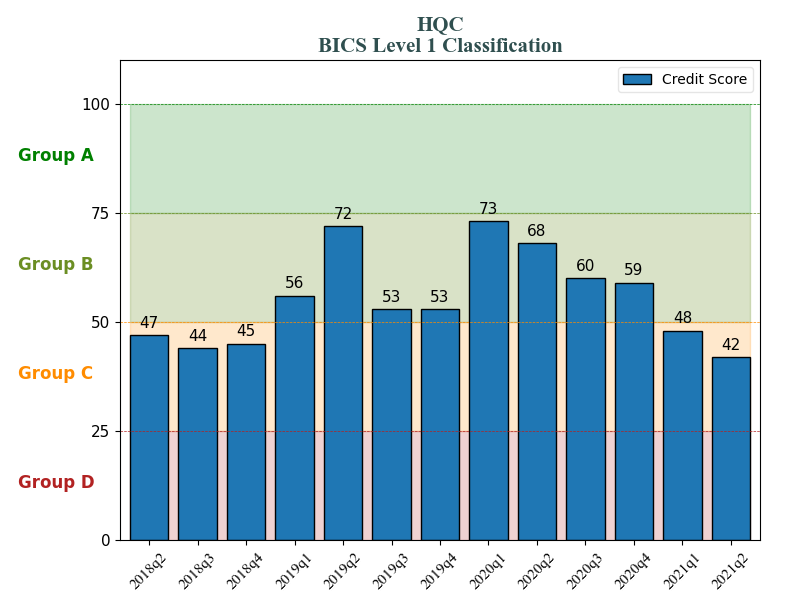 HQC
BICS Level 1 Classification
Credit Score
100
75
50
25
0
Group A
Group B
Group C
Group D
47
44
45
56
72
53
53
73
68
60
59
48
42
2018q2
2018q3
2018q4
2019q1
2019q2
2019q3
2019q4
2020q1
2020q2
2020q3
2020q4
2021q1
2021q2